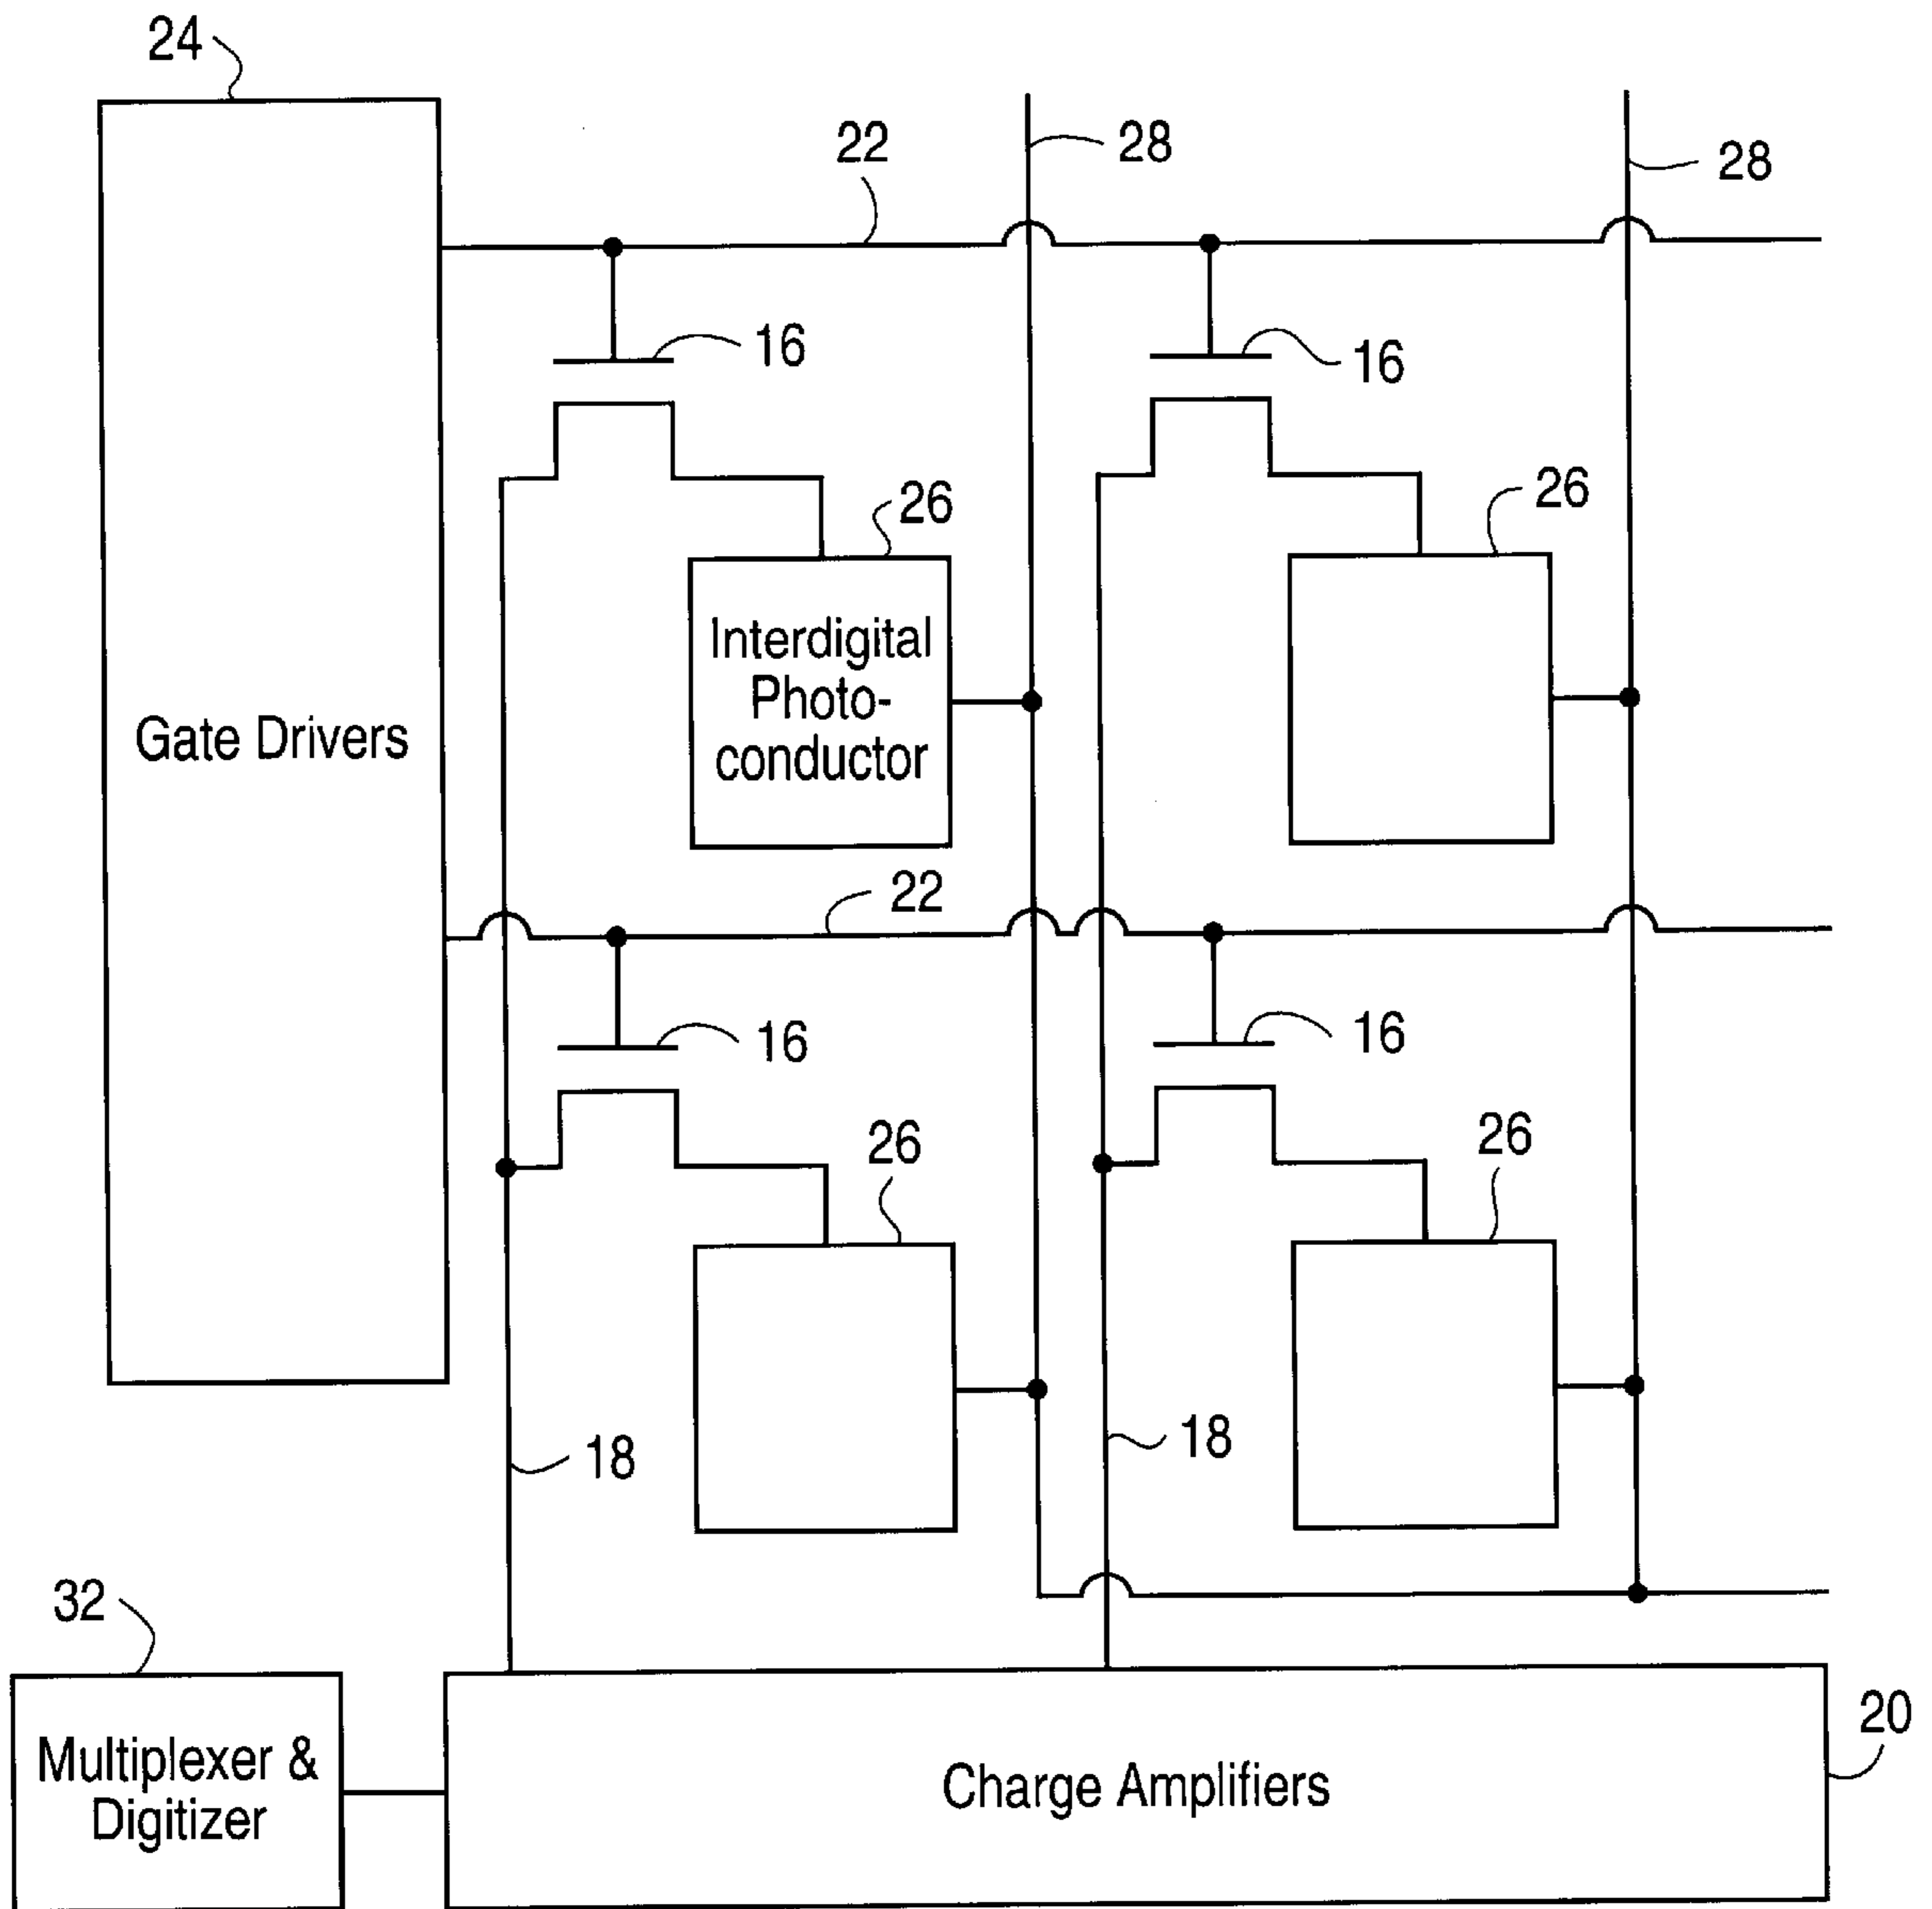 24
22
28
28
16
16
26
26
Interdigital
Photo-
conductor
Gate Drivers
22
16
16
26
26
18
18
32
20
Multiplexer &
Digitizer
Charge Amplifiers